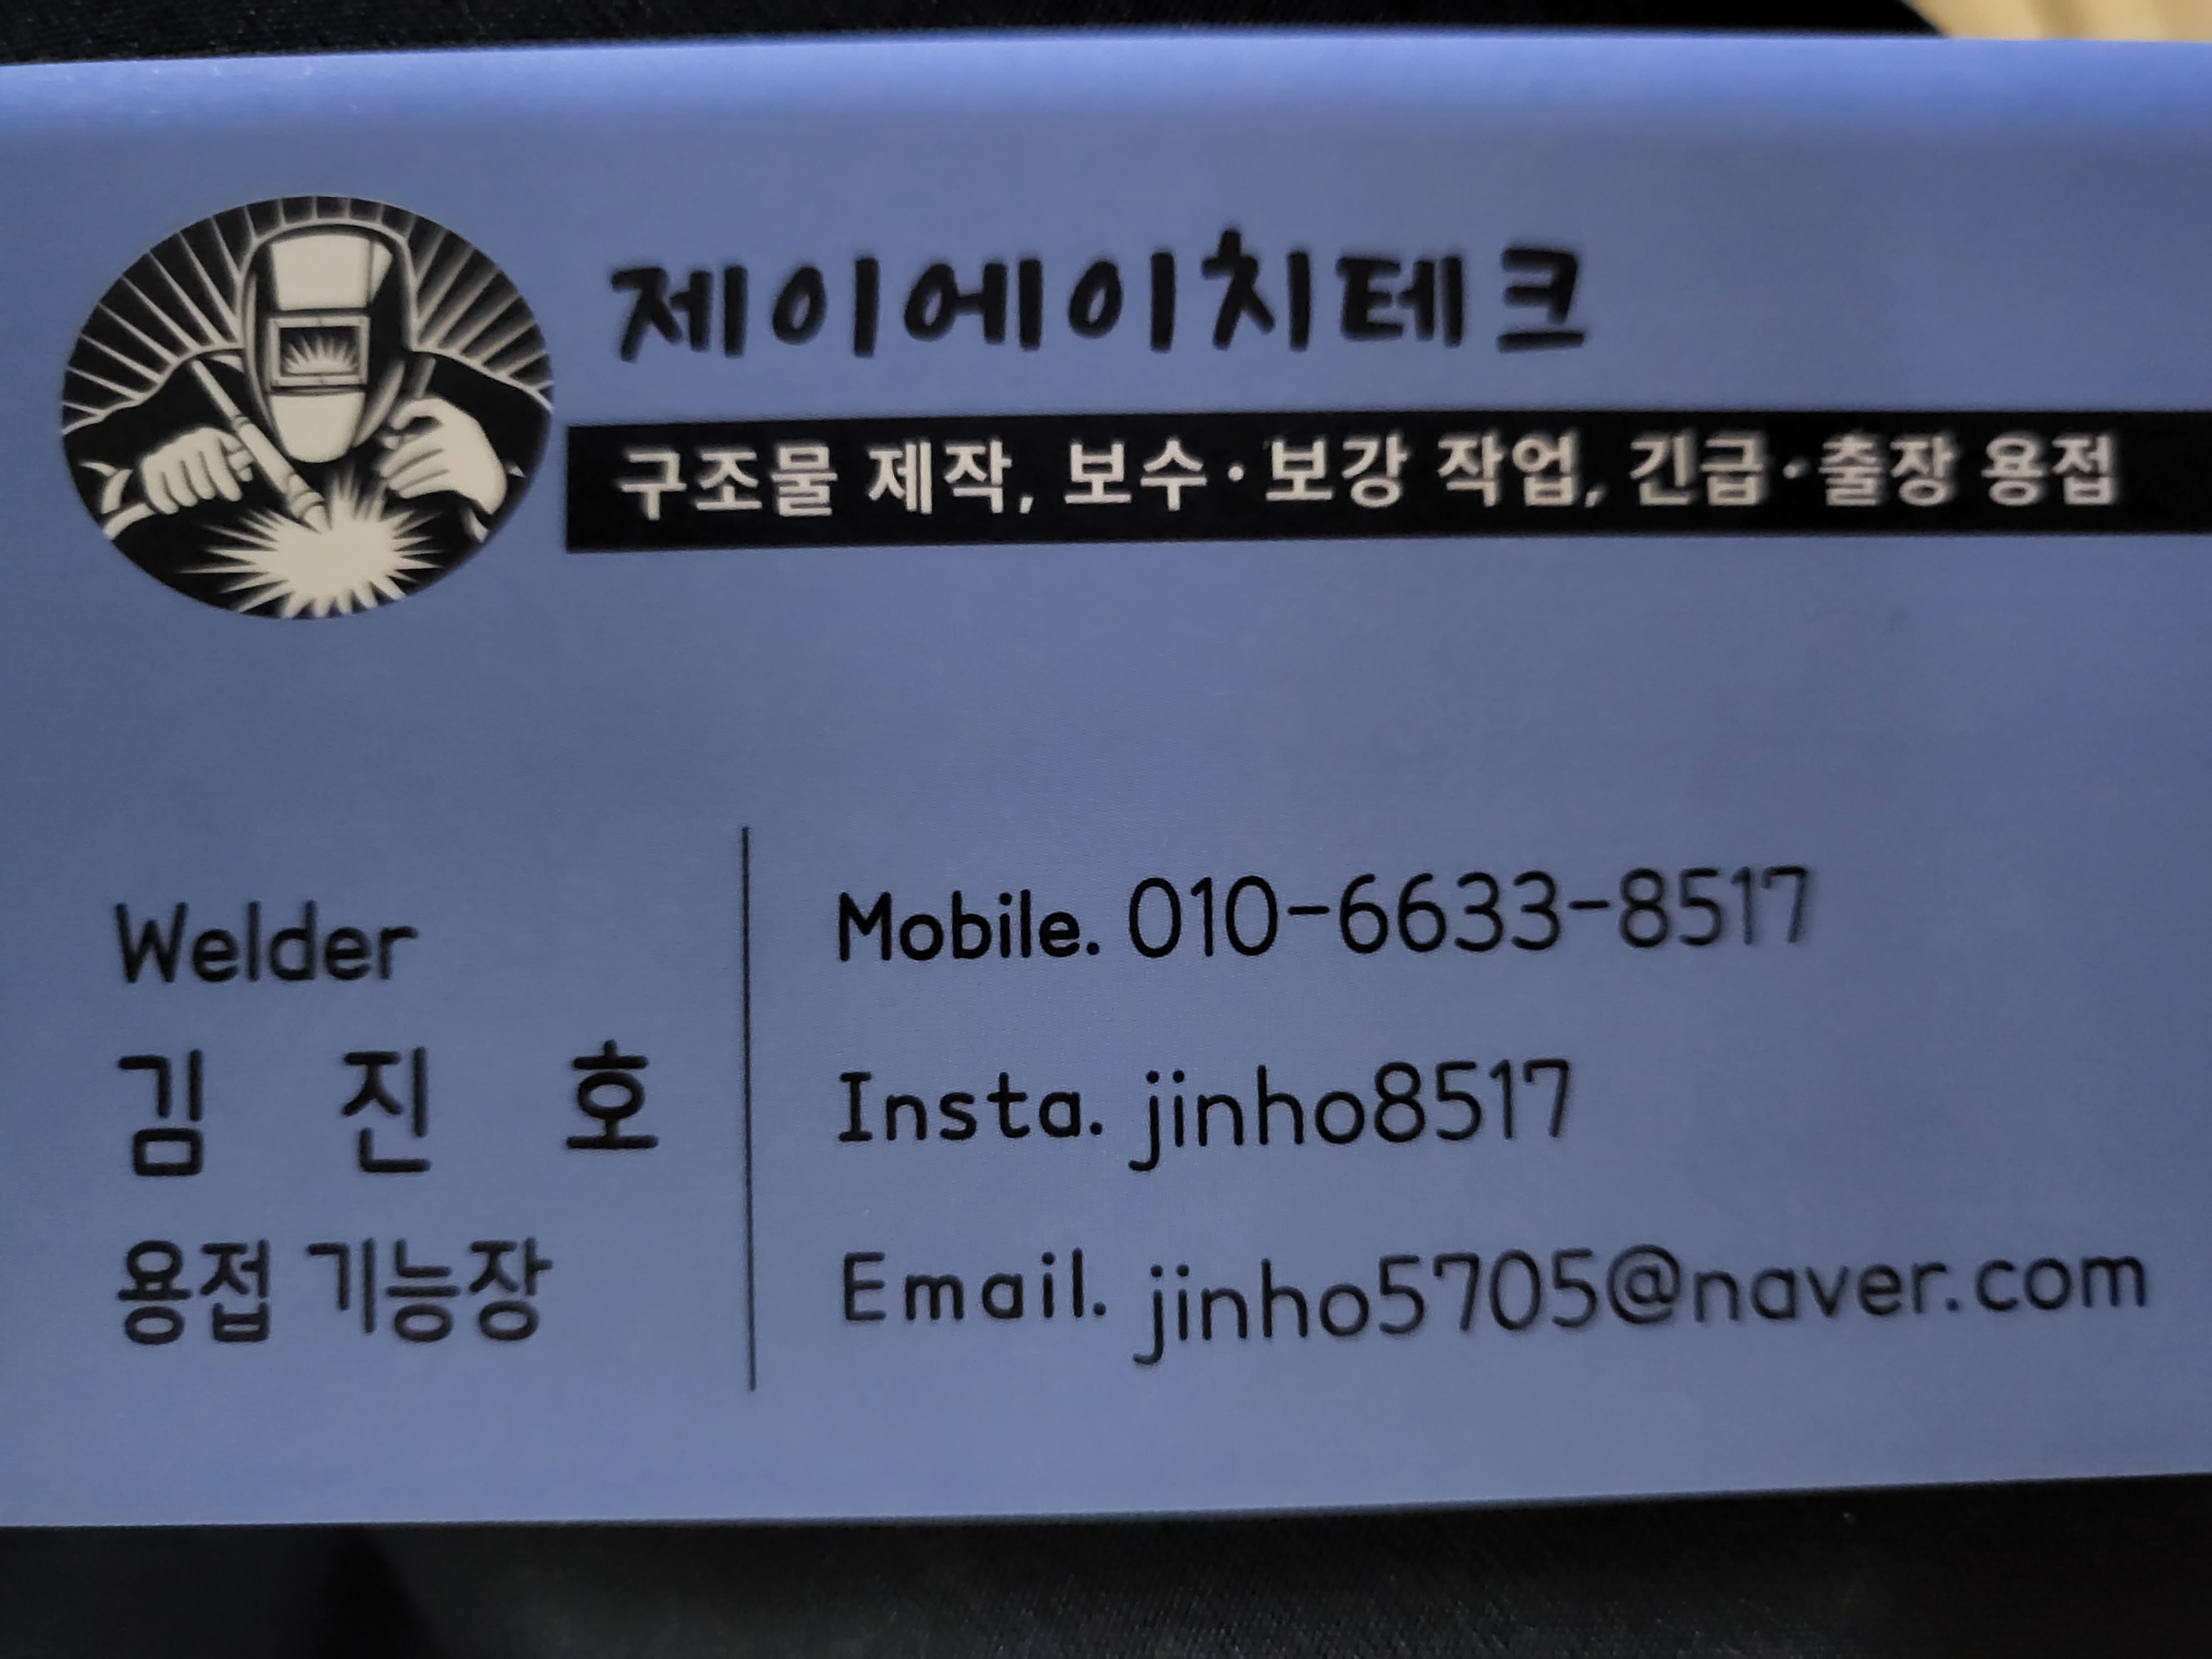 제이에이치테크
구조물 제작, 보수·보강 작업, 긴급·출장 용접
Welder
김 진 호
용접 기능장
Mobile. 010-6633-8517
Insta. jinho8517
Email. jinho5705@naver.com